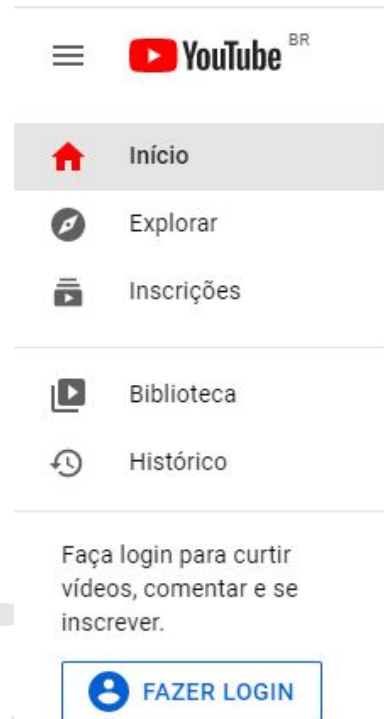 YouTube BR
Início
Explorar
Inscrições
Biblioteca
Histórico
Faça login para curtir
vídeos, comentar e se
inscrever.
FAZER LOGIN